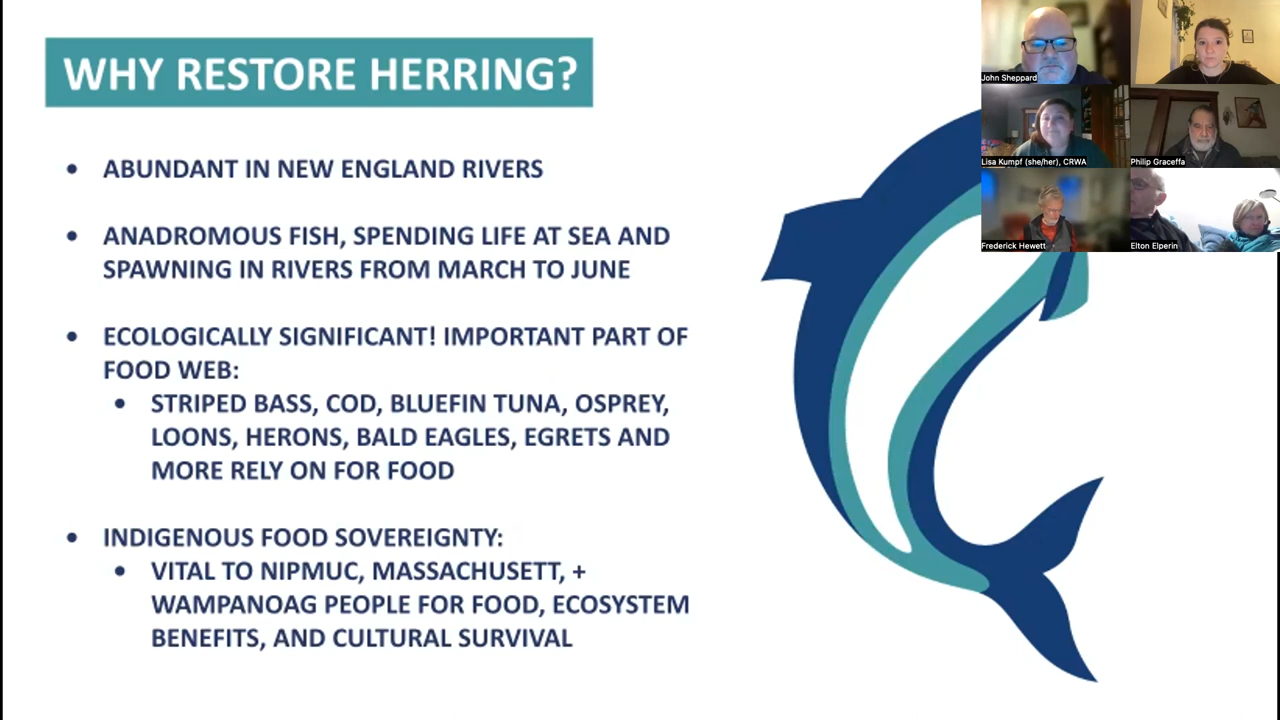 WHY RESTORE HERRING?
• ABUNDANT IN NEW ENGLAND RIVERS
• ANADROMOUS FISH, SPENDING LIFE AT SEA AND
SPAWNING IN RIVERS FROM MARCH TO JUNE
• ECOLOGICALLY SIGNIFICANT! IMPORTANT PART OF
FOOD WEB:
• STRIPED BASS, COD, BLUEFIN TUNA, OSPREY,
LOONS, HERONS, BALD EAGLES, EGRETS AND
MORE RELY ON FOR FOOD
• INDIGENOUS FOOD SOVEREIGNTY:
• VITAL TO NIPMUC, MASSACHUSETT, +
WAMPANOAG PEOPLE FOR FOOD, ECOSYSTEM
BENEFITS, AND CULTURAL SURVIVAL
John Sheppard
Lisa Kumpf (she/her), CRWA
Philip Graceffa
Frederick Hewett
Elton Elperin